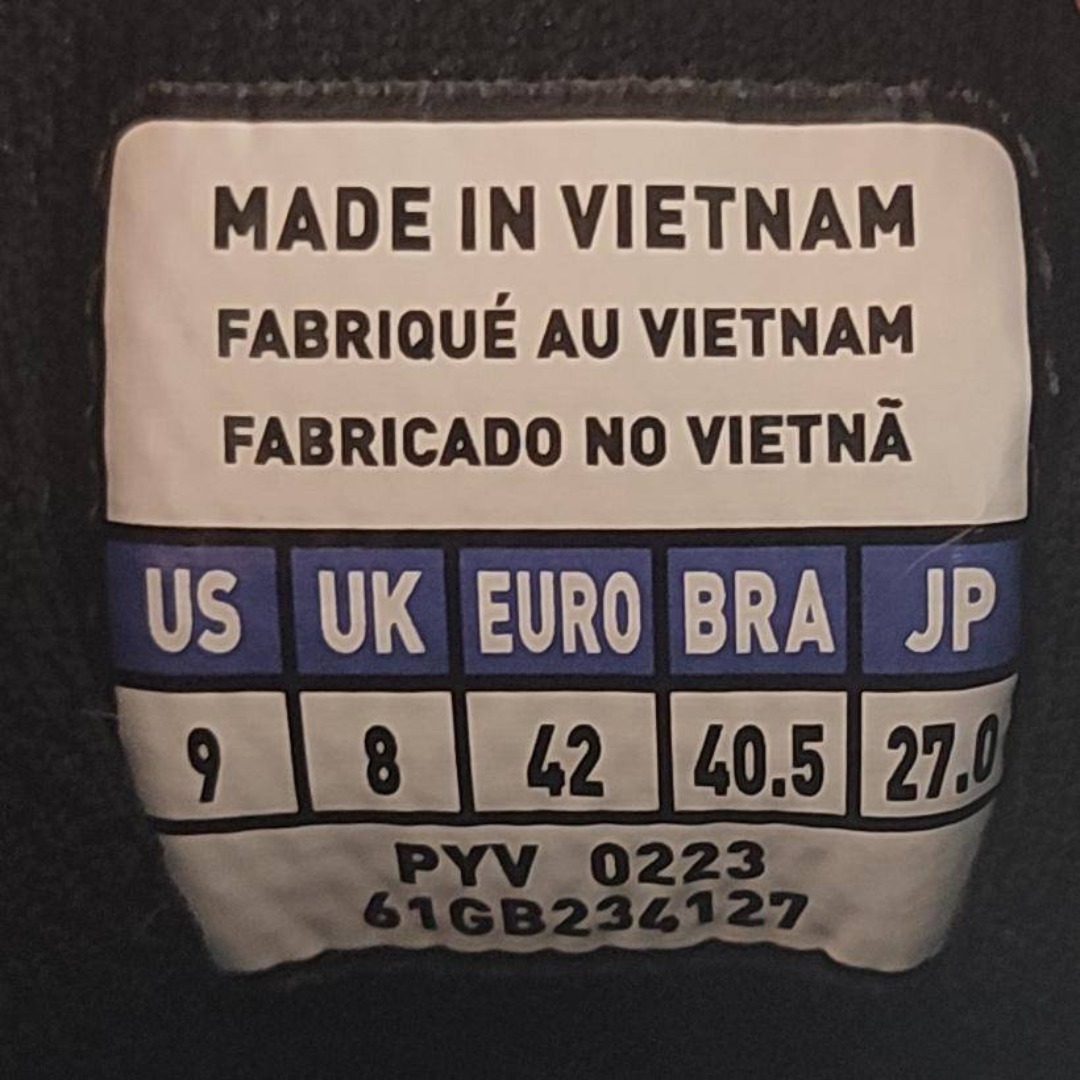 MADE IN VIETNAM
FABRIQUÉ AU VIETNAM
FABRICADO NO VIETNÃ
US UK EURO BRA JP
9 8 42 40.5 27.0
PYV 0223
61GB234127